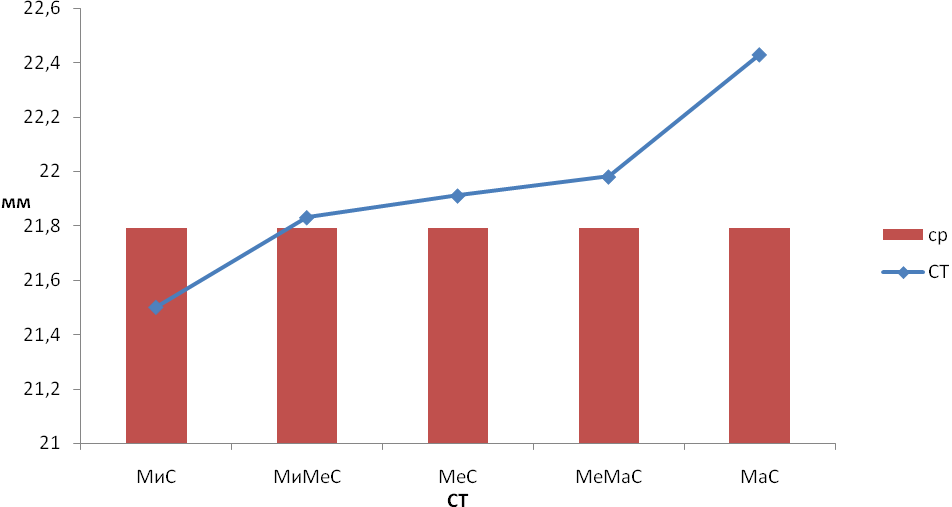 22,6
22,4
22,2
22
21,8
21,6
21,4
21,2
21
мм
МиС
МиМеС
МеС
МеМаС
МаС
СТ
ср
СТ